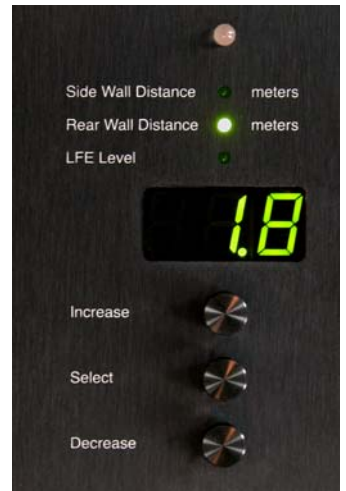 Side Wall Distance meters
Rear Wall Distance meters
LFE Level
1.8
Increase
Select
Decrease